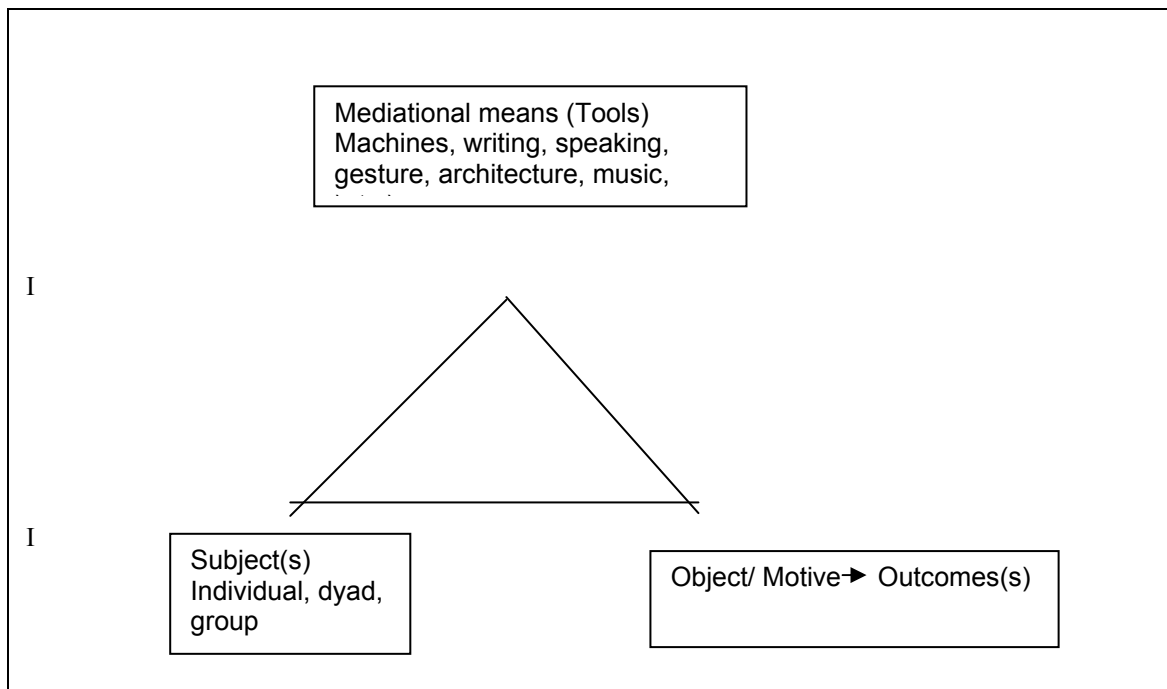 Mediational means (Tools)
Machines, writing, speaking,
gesture, architecture, music,
I
I
Subject(s)
Individual, dyad,
group
Object/ Motive → Outcomes(s)